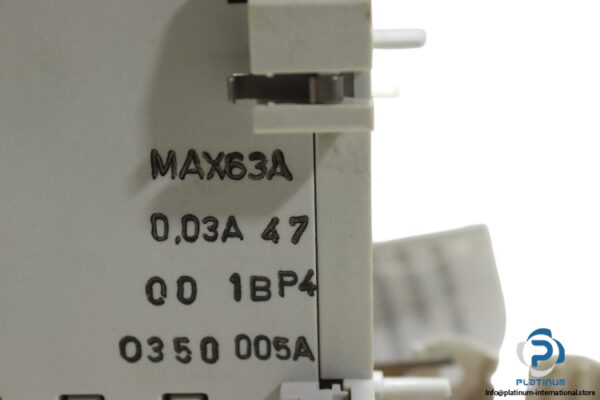 MAX63A
0,03A 47
00 1BP4
0350 005A
PLATINUM
info@platinum-international.store